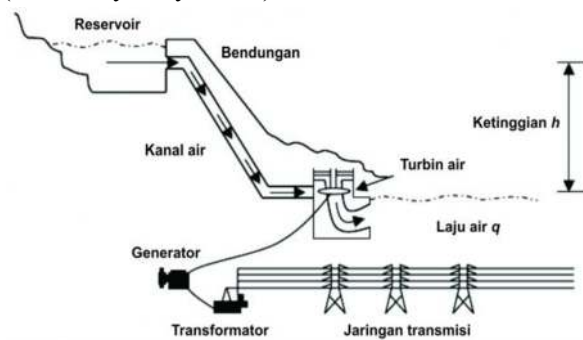 Reservoir
Bendungan
Ketinggian h
Kanal air
Turbin air
Laju air q
Generator
Transformator
Jaringan transmisi